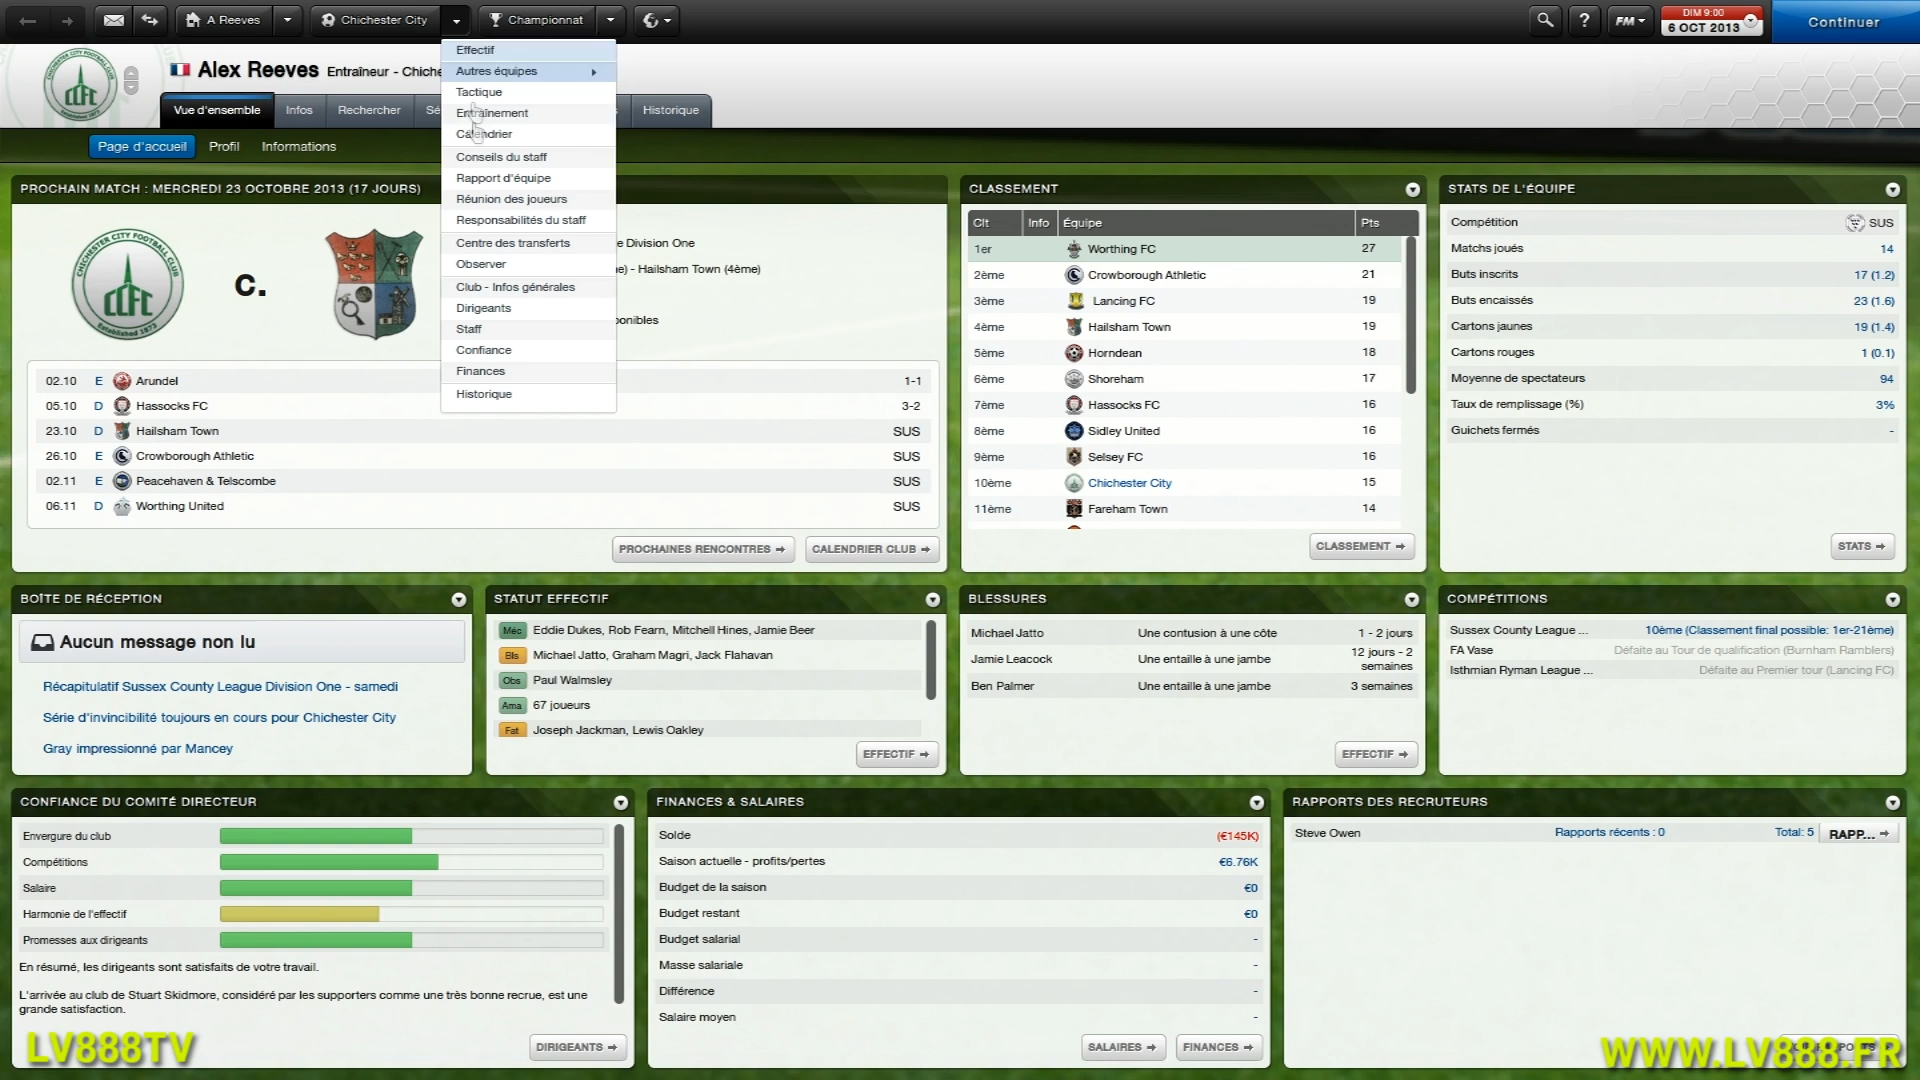 A Reeves
Chichester City
Championnat
?
FM
DIM 9:00
6 OCT 2013
Continuer
Alex Reeves Entraîneur - Chiche
Vue d'ensemble
Infos
Rechercher
Sé
Historique
Page d'accueil
Profil
Informations
Effectif
Autres équipes
Tactique
Entraînement
Calendrier
Conseils du staff
Rapport d'équipe
Réunion des joueurs
Responsabilités du staff
Centre des transferts
Observer
Club - Infos générales
Dirigeants
Staff
Confiance
Finances
Historique
PROCHAIN MATCH : MERCREDI 23 OCTOBRE 2013 (17 JOURS)
CHICHESTER CITY FOOTBALL CLUB
CCFC
Established 1873
c.
e Division One
e) - Hailsham Town (4ème)
ponibles
02.10 E Arundel 1-1
05.10 D Hassocks FC 3-2
23.10 D Hailsham Town SUS
26.10 E Crowborough Athletic SUS
02.11 E Peacehaven & Telscombe SUS
06.11 D Worthing United SUS
PROCHAINES RENCONTRES
CALENDRIER CLUB
CLASSEMENT
Clt Info Équipe Pts
1er Worthing FC 27
2ème Crowborough Athletic 21
3ème Lancing FC 19
4ème Hailsham Town 19
5ème Horndean 18
6ème Shoreham 17
7ème Hassocks FC 16
8ème Sidley United 16
9ème Selsey FC 16
10ème Chichester City 15
11ème Fareham Town 14
CLASSEMENT
STATS DE L'ÉQUIPE
Compétition SUS
Matchs joués 14
Buts inscrits 17 (1.2)
Buts encaissés 23 (1.6)
Cartons jaunes 19 (1.4)
Cartons rouges 1 (0.1)
Moyenne de spectateurs 94
Taux de remplissage (%) 3%
Guichets fermés -
STATS
BOÎTE DE RÉCEPTION
Aucun message non lu
Récapitulatif Sussex County League Division One - samedi
Série d'invincibilité toujours en cours pour Chichester City
Gray impressionné par Mancey
STATUT EFFECTIF
Méc Eddie Dukes, Rob Fearn, Mitchell Hines, Jamie Beer
Bls Michael Jatto, Graham Magri, Jack Flahavan
Obs Paul Walmsley
Ama 67 joueurs
Fat Joseph Jackman, Lewis Oakley
EFFECTIF
BLESSURES
Michael Jatto Une contusion à une côte 1 - 2 jours
Jamie Leacock Une entaille à une jambe 12 jours - 2 semaines
Ben Palmer Une entaille à une jambe 3 semaines
EFFECTIF
COMPÉTITIONS
Sussex County League ... 10ème (Classement final possible: 1er-21ème)
FA Vase Défaite au Tour de qualification (Burnham Ramblers)
Isthmian Ryman League ... Défaite au Premier tour (Lancing FC)
CONFIANCE DU COMITÉ DIRECTEUR
Envergure du club
Compétitions
Salaire
Harmonie de l'effectif
Promesses aux dirigeants
En résumé, les dirigeants sont satisfaits de votre travail.
L'arrivée au club de Stuart Skidmore, considéré par les supporters comme une très bonne recrue, est une
grande satisfaction.
DIRIGEANTS
FINANCES & SALAIRES
Solde (€145K)
Saison actuelle - profits/pertes €6.76K
Budget de la saison €0
Budget restant €0
Budget salarial -
Masse salariale -
Différence -
Salaire moyen -
SALAIRES
FINANCES
RAPPORTS DES RECRUTEURS
Steve Owen Rapports récents : 0 Total: 5 RAPP...
LV888TV
WWW.LV888.FR